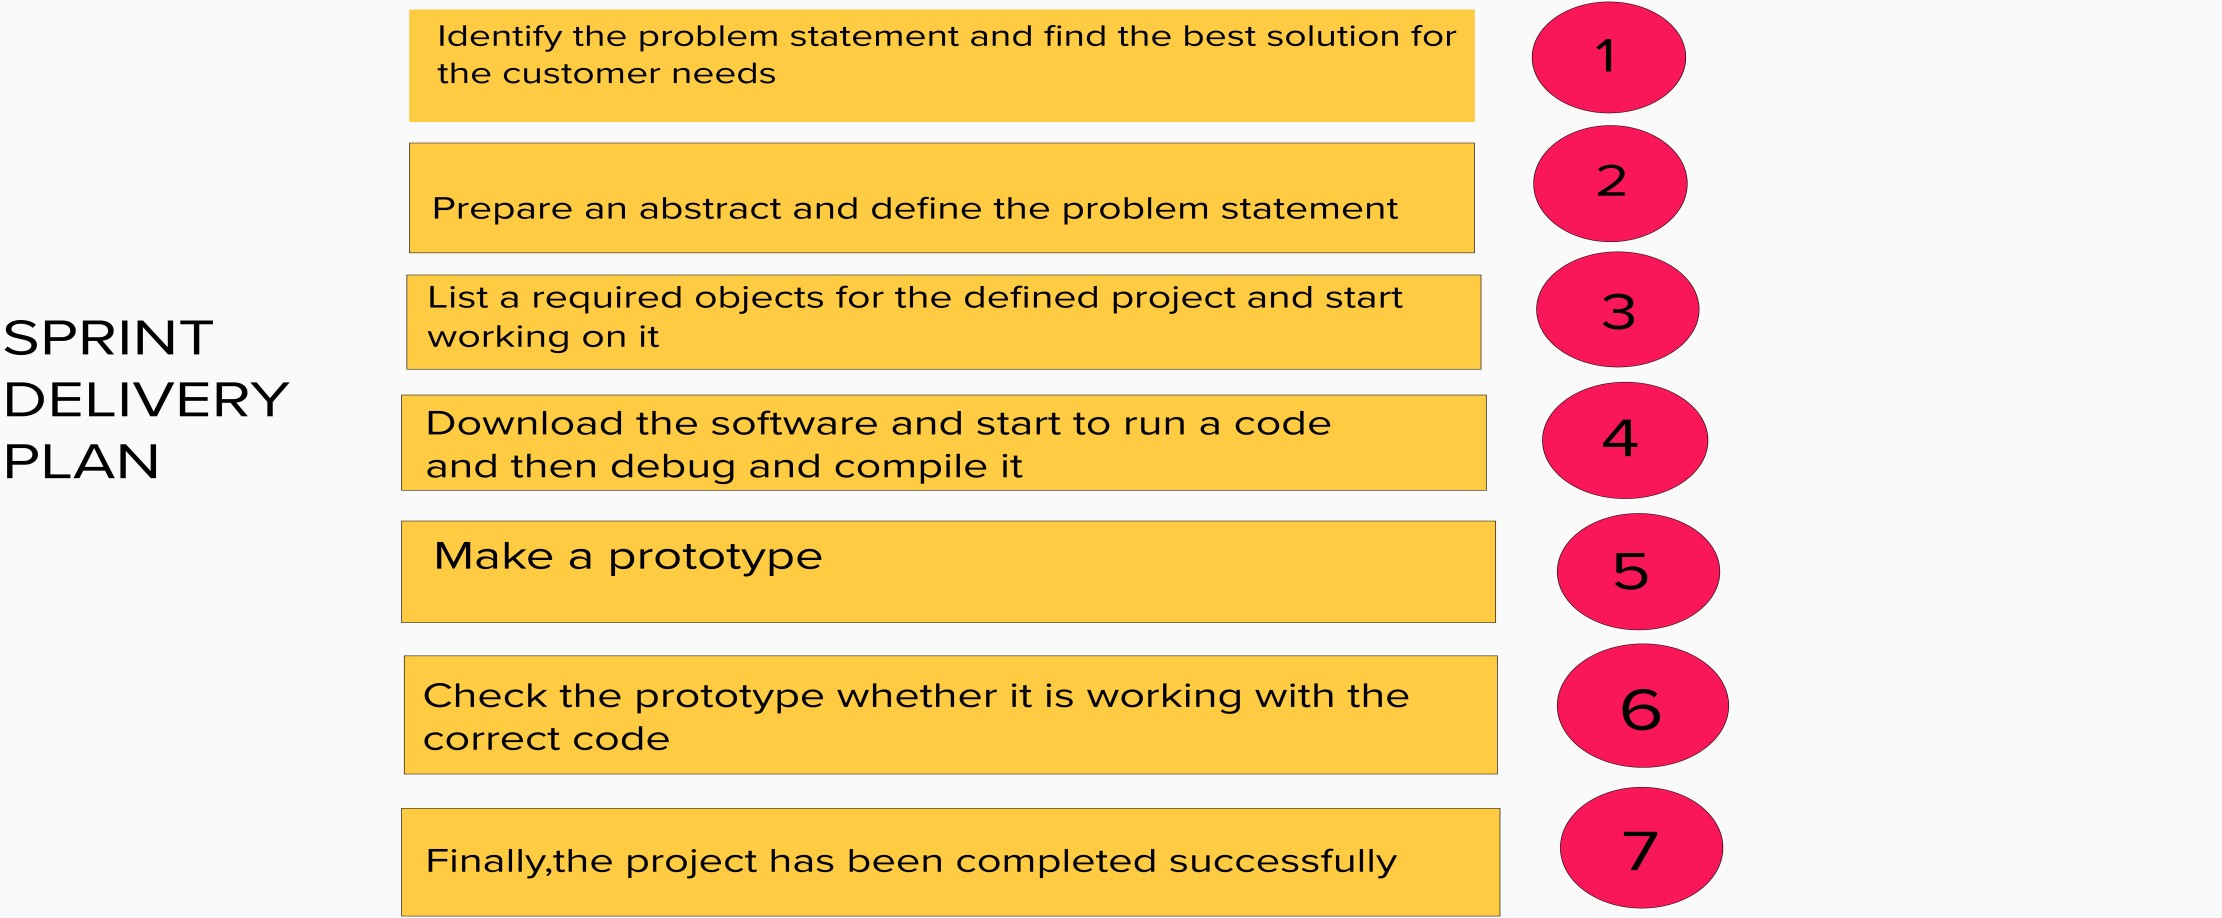 SPRINT
DELIVERY
PLAN
Identify the problem statement and find the best solution for
the customer needs
1
Prepare an abstract and define the problem statement
2
List a required objects for the defined project and start
working on it
3
Download the software and start to run a code
and then debug and compile it
4
Make a prototype
5
Check the prototype whether it is working with the
correct code
6
Finally,the project has been completed successfully
7